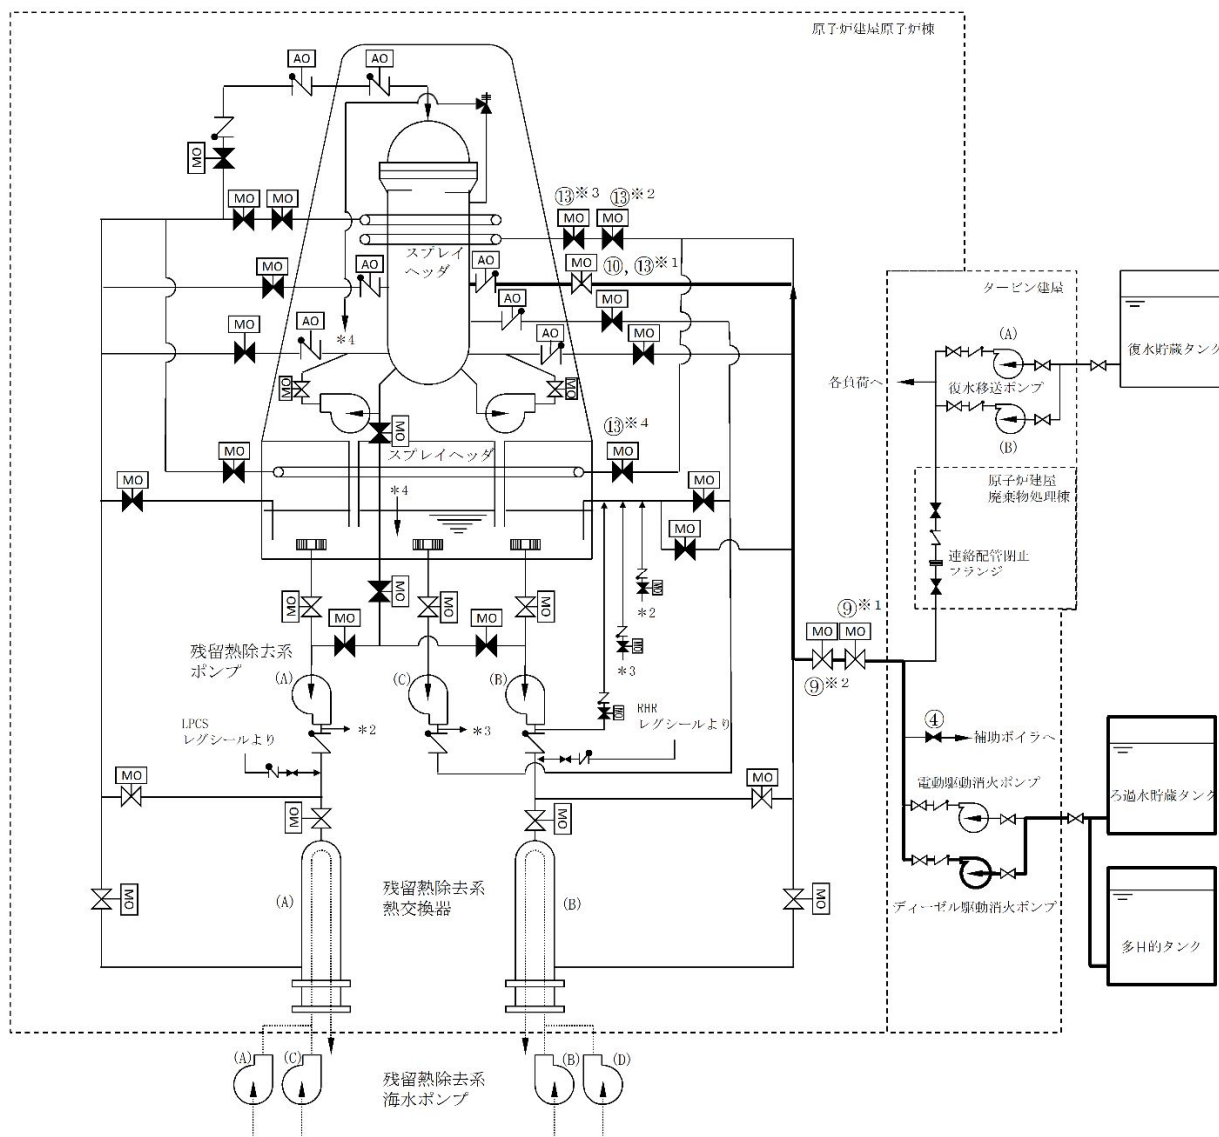 原子炉建屋原子炉棟
AO
AO
MO
MO
MO
⑬※3
⑬※2
MO
MO
スプレイ
ヘッダ
AO
MO
AO
MO
⑩, ⑬※1
タービン建屋
AO
MO
MO
AO
AO
MO
*4
(A)
復水貯蔵タンク
各負荷へ
復水移送ポンプ
(B)
MO
MO
MO
⑬※4
スプレイヘッダ
MO
MO
原子炉建屋
廃棄物処理棟
MO
*4
MO
MO
連絡配管閉止
フランジ
MO
MO
MO
MO
MO
*2
MO
MO
MO
*3
⑨※1
MO
MO
⑨※2
残留熱除去系
ポンプ
(A)
(C)
(B)
MO
LPCS
レグシールより
*2
*3
RHR
レグシールより
④
補助ボイラへ
MO
MO
電動駆動消火ポンプ
ろ過水貯蔵タンク
MO
MO
MO
(A)
残留熱除去系
熱交換器
(B)
MO
ディーゼル駆動消火ポンプ
多目的タンク
(A)
(C)
(B)
(D)
残留熱除去系
海水ポンプ